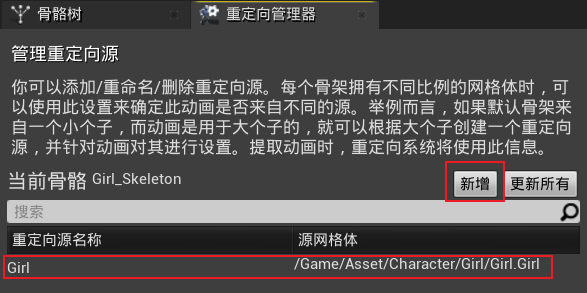 骨骼树
重定向管理器
管理重定向源
你可以添加/重命名/删除重定向源。每个骨架拥有不同比例的网格体时，可
以使用此设置来确定此动画是否来自不同的源。举例而言，如果默认骨架来
自一个小个子，而动画是用于大个子的，就可以根据大个子创建一个重定向
源，并针对动画对其进行设置。提取动画时，重定向系统将使用此信息。
当前骨骼 Girl_Skeleton 新增 更新所有
搜索
重定向源名称 源网格体
Girl /Game/Asset/Character/Girl/Girl.Girl